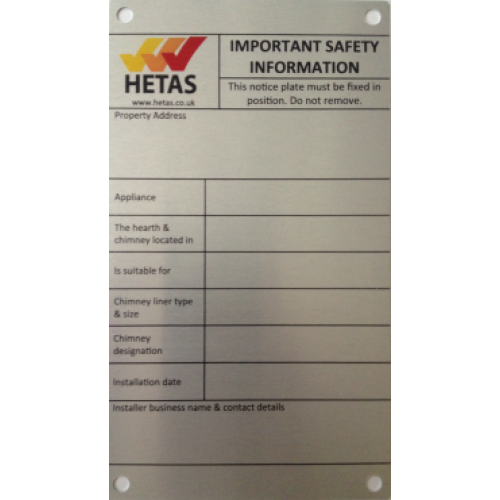 HETAS
www.hetas.co.uk
IMPORTANT SAFETY
INFORMATION
This notice plate must be fixed in
position. Do not remove.
Property Address
Appliance
The hearth &
chimney located in
Is suitable for
Chimney liner type
& size
Chimney
designation
Installation date
Installer business name & contact details